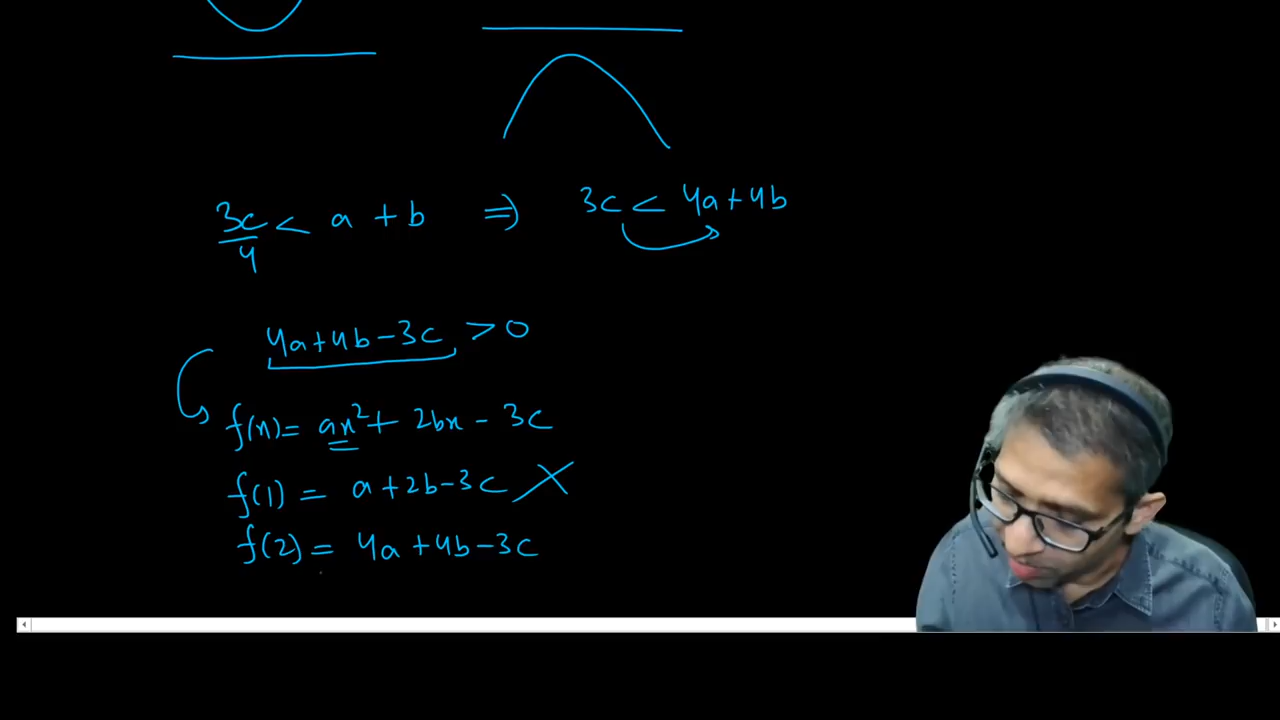 3c/4 < a + b ⇒ 3c < 4a+4b
4a+4b-3c > 0
f(x) = ax²+ 2bx - 3c
f(1) = a+2b-3c
f(2) = 4a+4b-3c